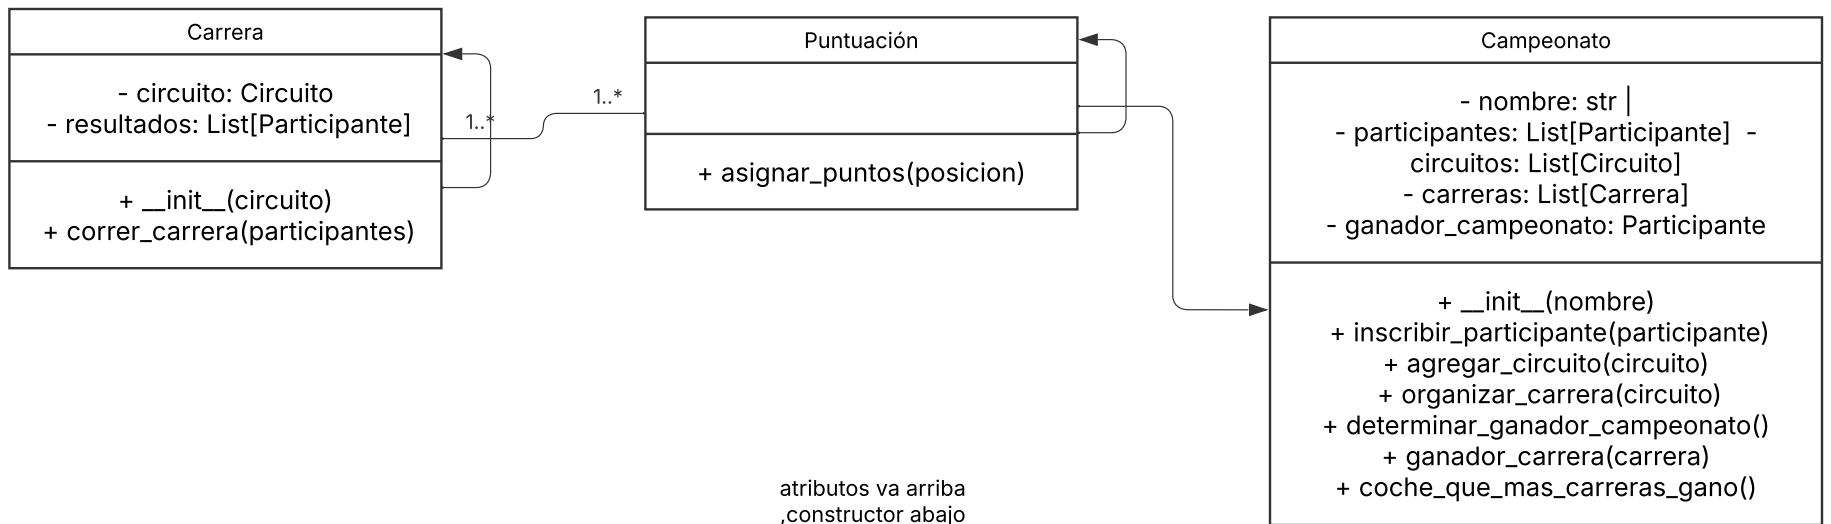 Carrera
- circuito: Circuito
- resultados: List[Participante]
+ __init__(circuito)
+ correr_carrera(participantes)
1..*
1..*
Puntuación
+ asignar_puntos(posicion)
Campeonato
- nombre: str |
- participantes: List[Participante]  -
circuitos: List[Circuito]
- carreras: List[Carrera]
- ganador_campeonato: Participante
+ __init__(nombre)
+ inscribir_participante(participante)
+ agregar_circuito(circuito)
+ organizar_carrera(circuito)
+ determinar_ganador_campeonato()
+ ganador_carrera(carrera)
+ coche_que_mas_carreras_gano()
atributos va arriba
,constructor abajo